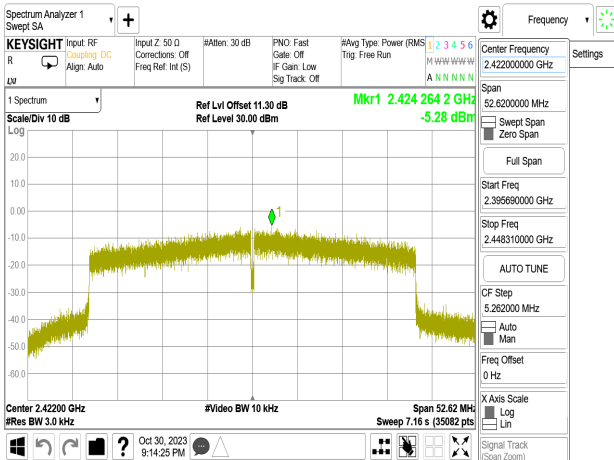 Spectrum Analyzer 1
Swept SA
Frequency
KEYSIGHT
R
Input: RF
Coupling: DC
Align: Auto
Input Z: 50 Ω
Corrections: Off
Freq Ref: Int (S)
#Atten: 30 dB
PNO: Fast
Gate: Off
IF Gain: Low
Sig Track: Off
#Avg Type: Power (RMS
Trig: Free Run
1 2 3 4 5 6
M W W W W W
A N N N N N
LXI
1 Spectrum
Scale/Div 10 dB
Ref Lvl Offset 11.30 dB
Ref Level 30.00 dBm
Mkr1 2.424 264 2 GHz
-5.28 dBm
Log
20.0
10.0
0.00
-10.0
-20.0
-30.0
-40.0
-50.0
-60.0
1
Center 2.42200 GHz
#Res BW 3.0 kHz
#Video BW 10 kHz
Span 52.62 MHz
Sweep 7.16 s (35082 pts
Oct 30, 2023
9:14:25 PM
Center Frequency
2.422000000 GHz
Settings
Span
52.6200000 MHz
Swept Span
Zero Span
Full Span
Start Freq
2.395690000 GHz
Stop Freq
2.448310000 GHz
AUTO TUNE
CF Step
5.262000 MHz
Auto
Man
Freq Offset
0 Hz
X Axis Scale
Log
Lin
Signal Track
(Span Zoom)